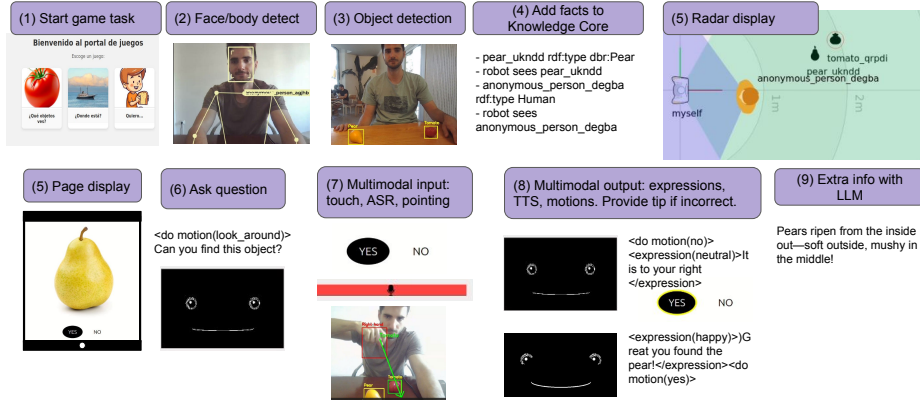 (1) Start game task
Bienvenido al portal de juegos
Escoge un juego:
¿Qué objetos
ves?
¿Donde está?
Quiero...
(2) Face/body detect
(3) Object detection
Pear
Tomato
(4) Add facts to
Knowledge Core
- pear_ukndd rdf:type dbr:Pear
- robot sees pear_ukndd
- anonymous_person_degba
rdf:type Human
- robot sees
anonymous_person_degba
(5) Radar display
tomato_qrpdi
pear_ukndd
anonymous_person_degba
myself
1m
2m
(5) Page display
YES
NO
(6) Ask question
<do motion(look_around)>
Can you find this object?
(7) Multimodal input:
touch, ASR, pointing
YES
NO
Right-hand
Pear
Tomato
(8) Multimodal output: expressions,
TTS, motions. Provide tip if incorrect.
<do motion(no)>
<expression(neutral)>It
is to your right
</expression>
YES
NO
<expression(happy)>)G
reat you found the
pear!</expression><do
motion(yes)>
(9) Extra info with
LLM
Pears ripen from the inside
out—soft outside, mushy in
the middle!